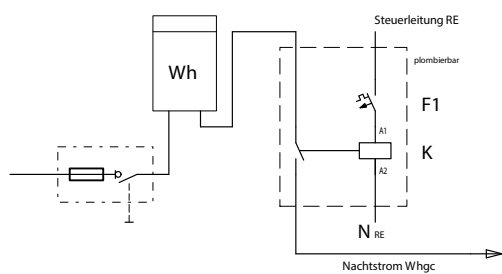 Steuerleitung RE
plombierbar
Wh
F1
A1
K
A2
N RE
Nachtstrom Whgc